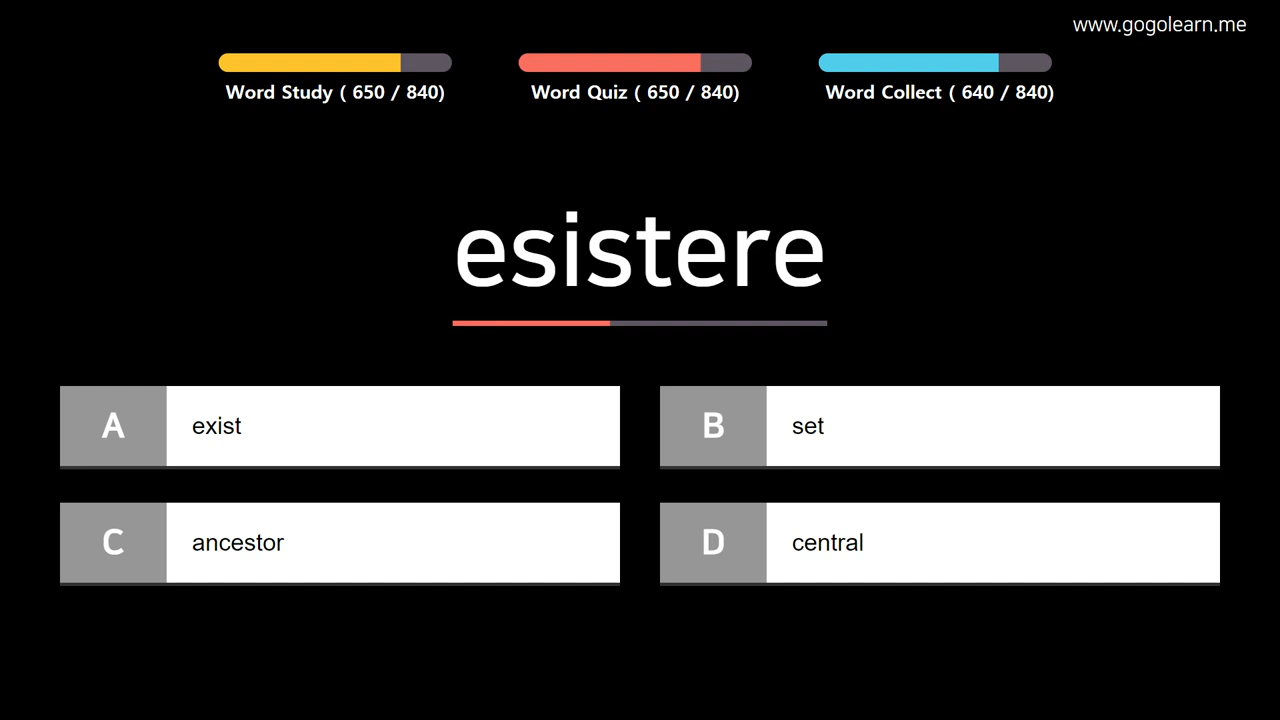 www.gogolearn.me
Word Study ( 650 / 840)
Word Quiz ( 650 / 840)
Word Collect ( 640 / 840)
esistere
A exist
B set
C ancestor
D central